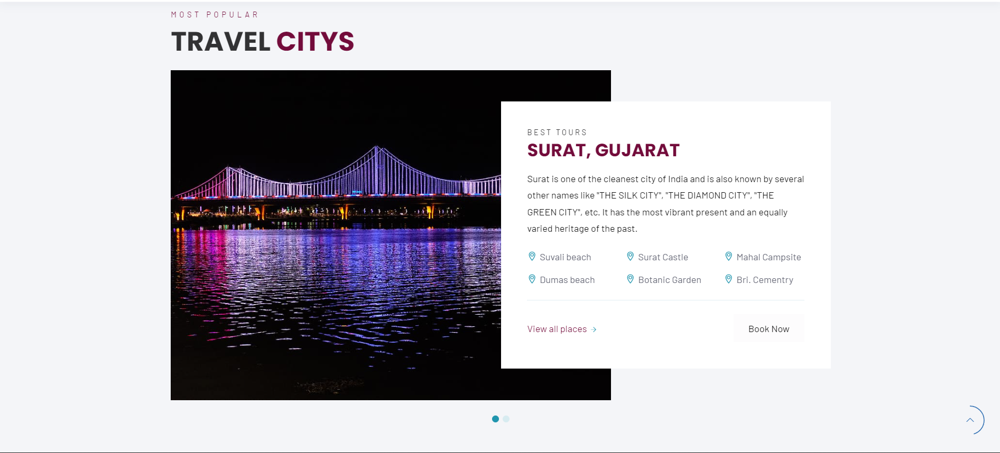 MOST POPULAR
TRAVEL CITYS
BEST TOURS
SURAT, GUJARAT
Surat is one of the cleanest city of India and is also known by several
other names like "THE SILK CITY", "THE DIAMOND CITY", "THE
GREEN CITY", etc. It has the most vibrant present and an equally
varied heritage of the past.
Suvali beach
Surat Castle
Mahal Campsite
Dumas beach
Botanic Garden
Bri. Cementry
View all places
Book Now